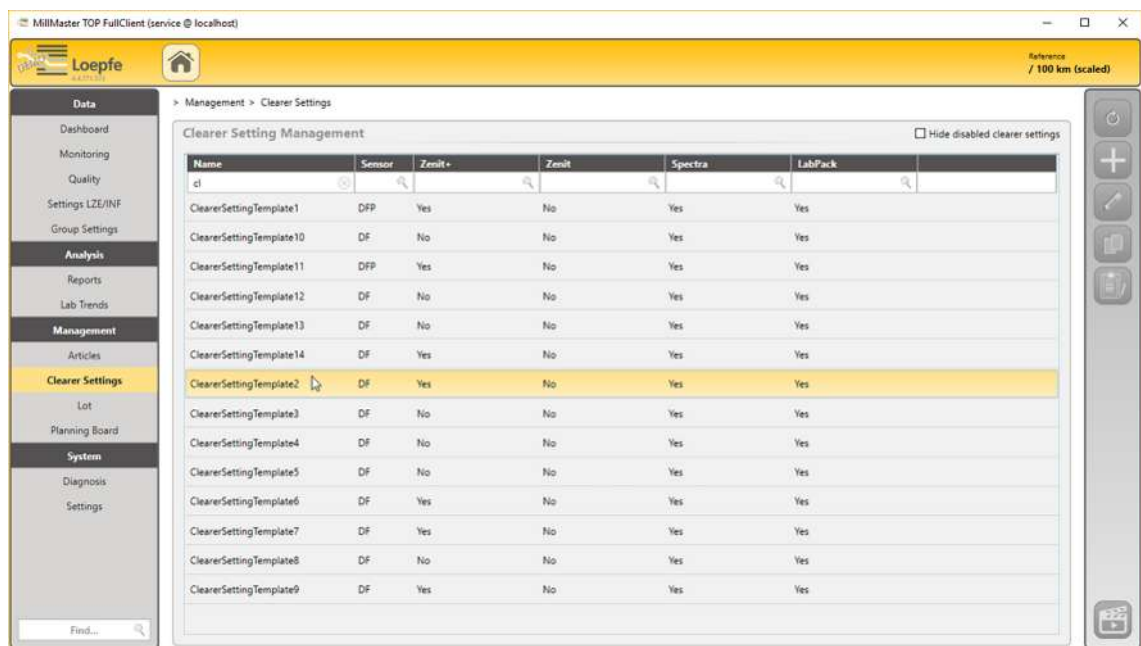 MillMaster TOP FullClient (service @ localhost)
Loepfe
Reference
/ 100 km (scaled)
Data
Dashboard
Monitoring
Quality
Settings LZE/INF
Group Settings
Analysis
Reports
Lab Trends
Management
Articles
Clearer Settings
Lot
Planning Board
System
Diagnosis
Settings
Find...
> Management > Clearer Settings
Clearer Setting Management
Hide disabled clearer settings
Name Sensor Zenit+ Zenit Spectra LabPack
cl
ClearerSettingTemplate1 DFP Yes No Yes Yes
ClearerSettingTemplate10 DF No No Yes Yes
ClearerSettingTemplate11 DFP Yes No Yes Yes
ClearerSettingTemplate12 DF No No Yes Yes
ClearerSettingTemplate13 DF No No Yes Yes
ClearerSettingTemplate14 DF Yes No Yes Yes
ClearerSettingTemplate2 DF Yes No Yes Yes
ClearerSettingTemplate3 DF No No Yes Yes
ClearerSettingTemplate4 DF No No Yes Yes
ClearerSettingTemplate5 DF No No Yes Yes
ClearerSettingTemplate6 DF Yes No Yes Yes
ClearerSettingTemplate7 DF Yes No Yes Yes
ClearerSettingTemplate8 DF No No Yes Yes
ClearerSettingTemplate9 DF Yes No Yes Yes